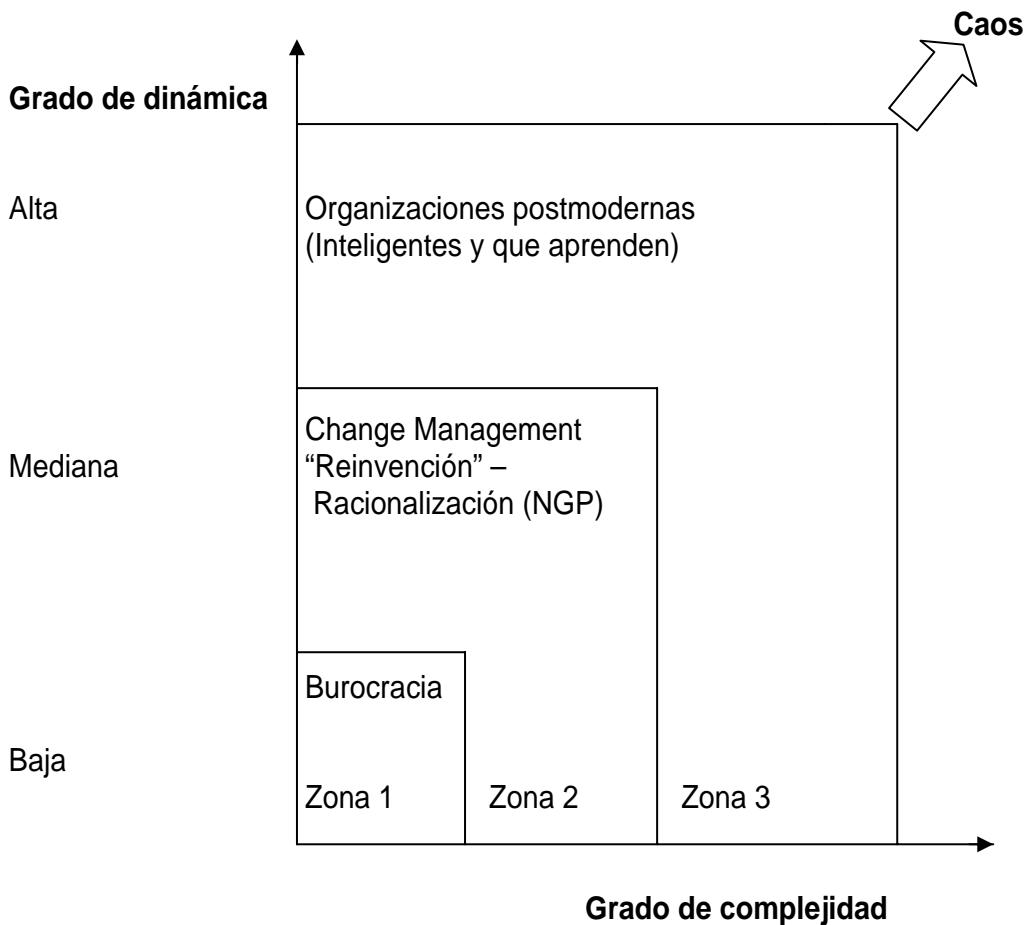 Caos
Grado de dinámica
Alta
Organizaciones postmodernas
(Inteligentes y que aprenden)
Change Management
Mediana
“Reinvención” –
Racionalización (NGP)
Burocracia
Baja
Zona 1
Zona 2
Zona 3
Grado de complejidad